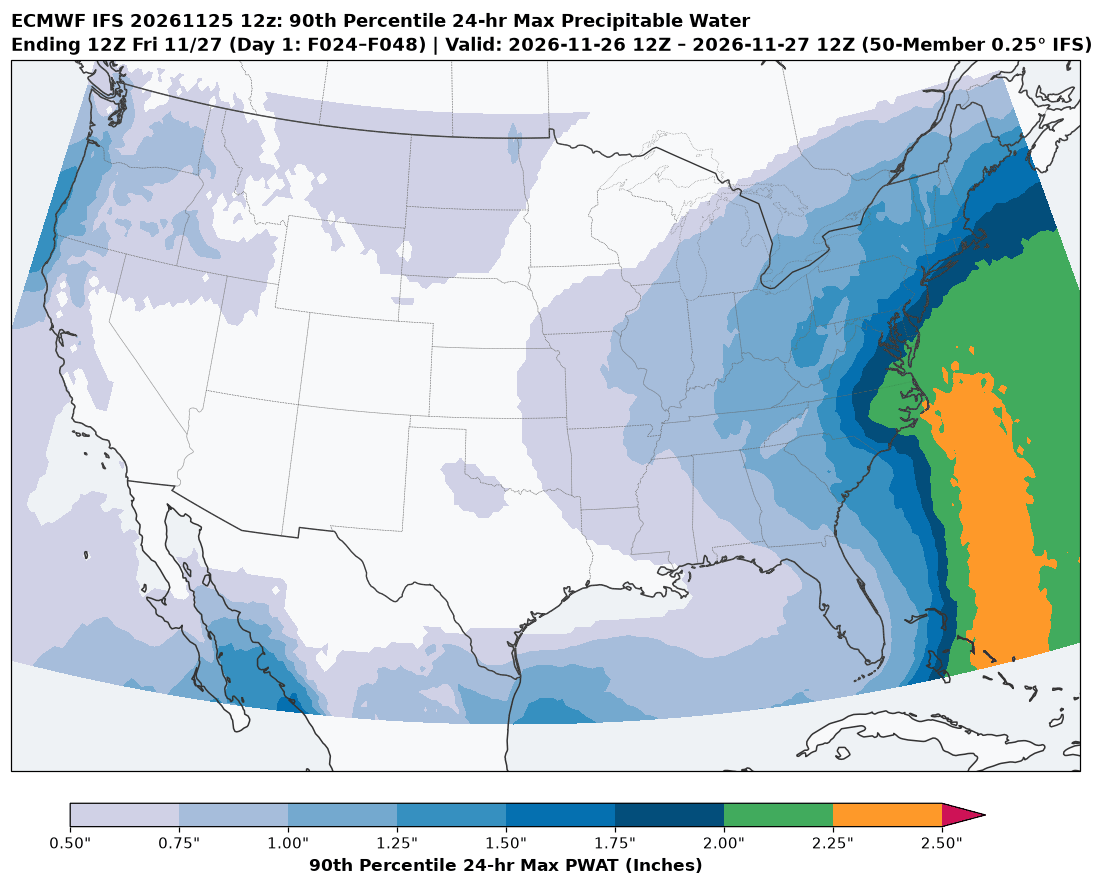 ECMWF IFS 20261125 12z: 90th Percentile 24-hr Max Precipitable Water
Ending 12Z Fri 11/27 (Day 1: F024–F048) | Valid: 2026-11-26 12Z – 2026-11-27 12Z (50-Member 0.25° IFS)
0.50" 0.75" 1.00" 1.25" 1.50" 1.75" 2.00" 2.25" 2.50"
90th Percentile 24-hr Max PWAT (Inches)